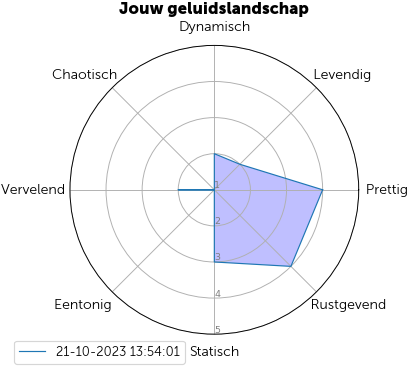 Jouw geluidslandschap
Dynamisch
Chaotisch
Levendig
Vervelend
Prettig
1
2
3
4
5
Eentonig
Rustgevend
21-10-2023 13:54:01
Statisch